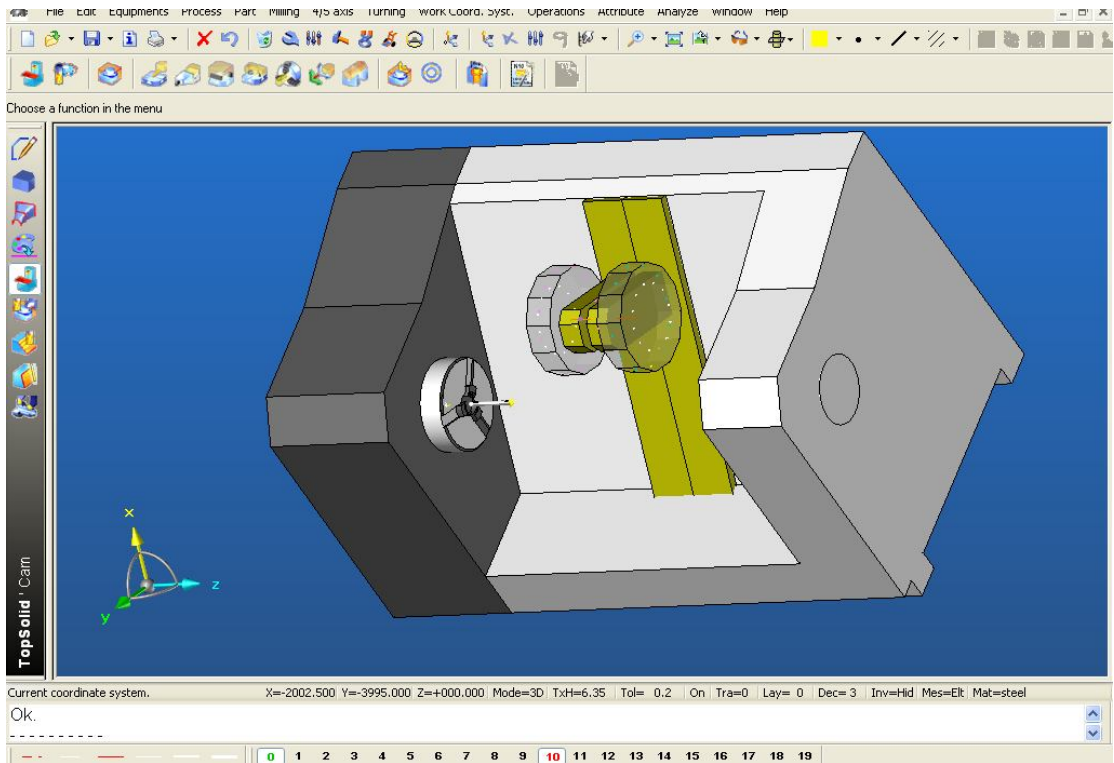 File Edit Equipments Process Part Milling 4/5 axis Turning Work Coord. Syst. Operations Attribute Analyze Window Help
N10
Choose a function in the menu
x
z
y
TopSolid'Cam
Current coordinate system. X=-2002.500 Y=-3995.000 Z=+000.000 Mode=3D TxH=6.35 Tol= 0.2 On Tra=0 Lay= 0 Dec= 3 Inv=Hid Mes=Elt Mat=steel
Ok.
----------
0 1 2 3 4 5 6 7 8 9 10 11 12 13 14 15 16 17 18 19